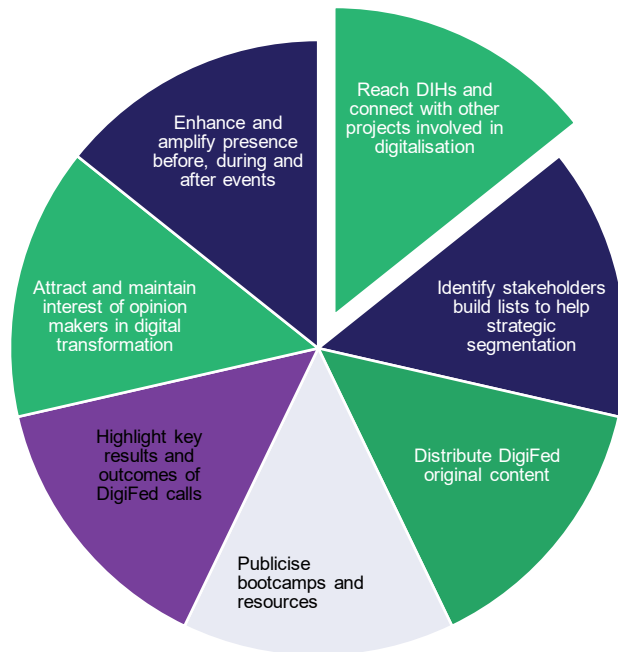 Reach DIHs and
connect with other
projects involved in
digitalisation
Identify stakeholders
build lists to help
strategic
segmentation
Distribute DigiFed
original content
Publicise
bootcamps and
resources
Highlight key
results and
outcomes of
DigiFed calls
Attract and maintain
interest of opinion
makers in digital
transformation
Enhance and
amplify presence
before, during and
after events